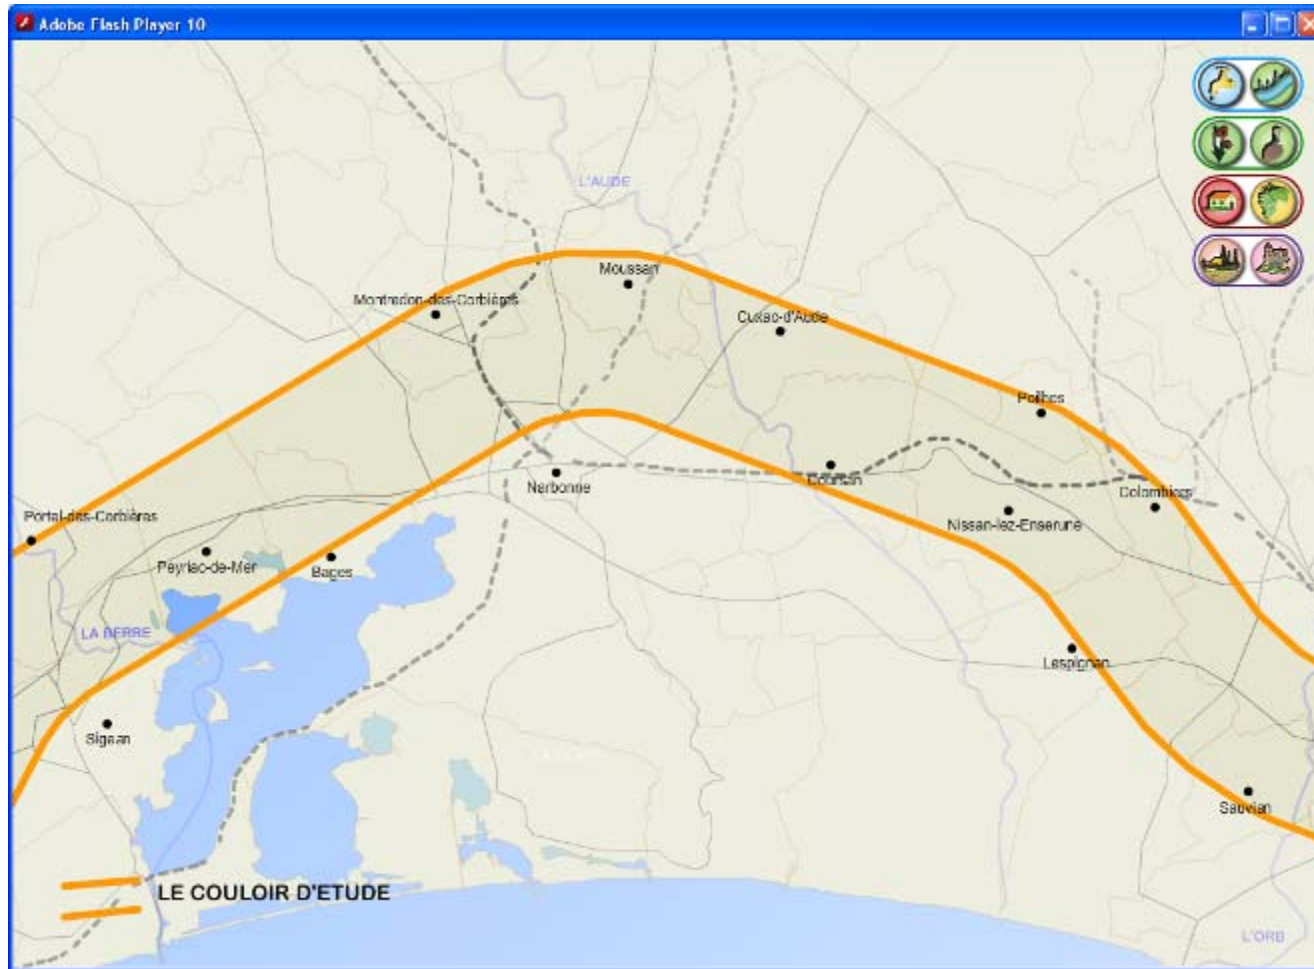 Adobe Flash Player 10
L'AUDE
Moussan
Montredon-des-Corbières
Cuxac-d'Aude
Poilhes
Coursan
Narbonne
Colombiers
Portel-des-Corbières
Nissan-lez-Enserune
Peyriac-de-Mer
Bages
LA BERRE
Lespignan
Sigean
Sauvian
LE COULOIR D'ETUDE
L'ORB